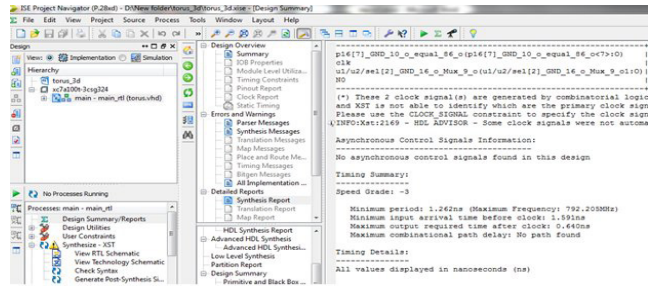 ISE Project Navigator (P.28xd) - D:\New folder\torus_3d\torus_3d.xise - [Design Summary]
File Edit View Project Source Process Tools Window Layout Help
Design
View: Implementation Simulation
Hierarchy
torus_3d
xc7a100t-3csg324
main - main_rtl (torus.vhd)
No Processes Running
Processes: main - main_rtl
Design Summary/Reports
Design Utilities
User Constraints
Synthesize - XST
View RTL Schematic
View Technology Schematic
Check Syntax
Generate Post-Synthesis Si...
Design Overview
Summary
IOB Properties
Module Level Utiliza...
Timing Constraints
Pinout Report
Clock Report
Static Timing
Errors and Warnings
Parser Messages
Synthesis Messages
Translation Messages
Map Messages
Place and Route Me...
Timing Messages
Bitgen Messages
All Implementation ...
Detailed Reports
Synthesis Report
Translation Report
Map Report
HDL Synthesis Report
Advanced HDL Synthesis
Advanced HDL Synthesi...
Low Level Synthesis
Partition Report
Design Summary
Primitive and Black Box ...
p16[7]_GND_10_o_equal_86_o(p16[7]_GND_10_o_equal_86_o<7>:O) |
clk |
u1/u2/sel[2]_GND_16_o_Mux_9_o(u1/u2/sel[2]_GND_16_o_Mux_9_o1:O) |
N0 |
(*) These 2 clock signal(s) are generated by combinatorial logic
and XST is not able to identify which are the primary clock sign
Please use the CLOCK_SIGNAL constraint to specify the clock sign
INFO:Xst:2169 - HDL ADVISOR - Some clock signals were not automa
Asynchronous Control Signals Information:
----------------------------------------
No asynchronous control signals found in this design
Timing Summary:
---------------
Speed Grade: -3
Minimum period: 1.262ns (Maximum Frequency: 792.205MHz)
Minimum input arrival time before clock: 1.591ns
Maximum output required time after clock: 0.640ns
Maximum combinational path delay: No path found
Timing Details:
---------------
All values displayed in nanoseconds (ns)